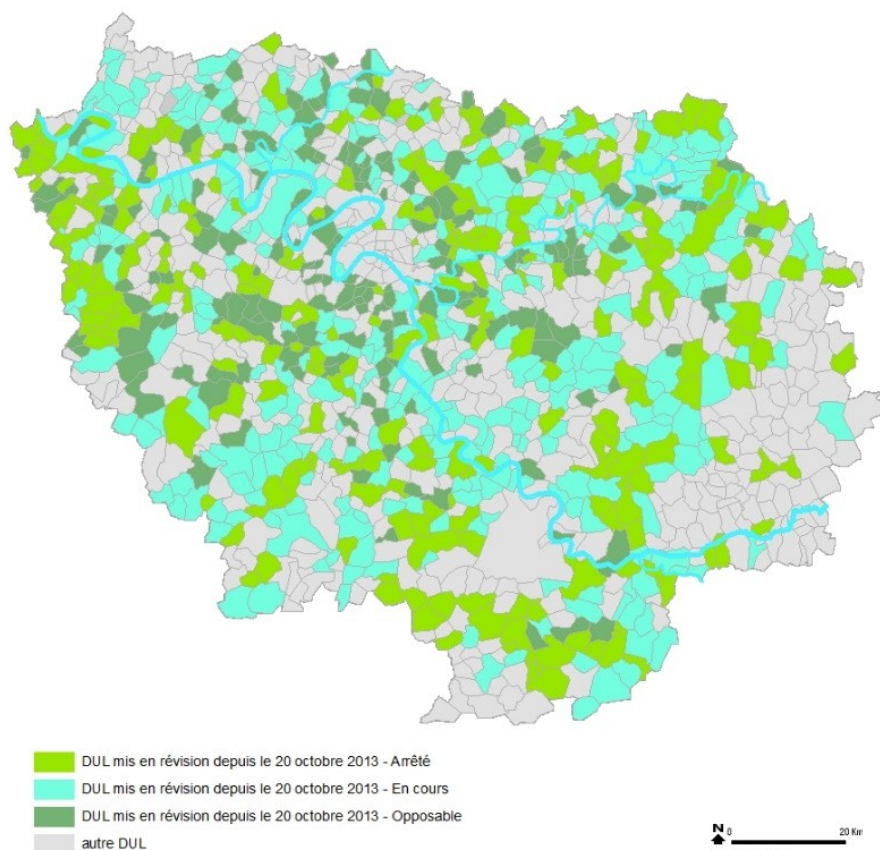 DUL mis en révision depuis le 20 octobre 2013 - Arrêté
DUL mis en révision depuis le 20 octobre 2013 - En cours
DUL mis en révision depuis le 20 octobre 2013 - Opposable
autre DUL
N 0 20 Km